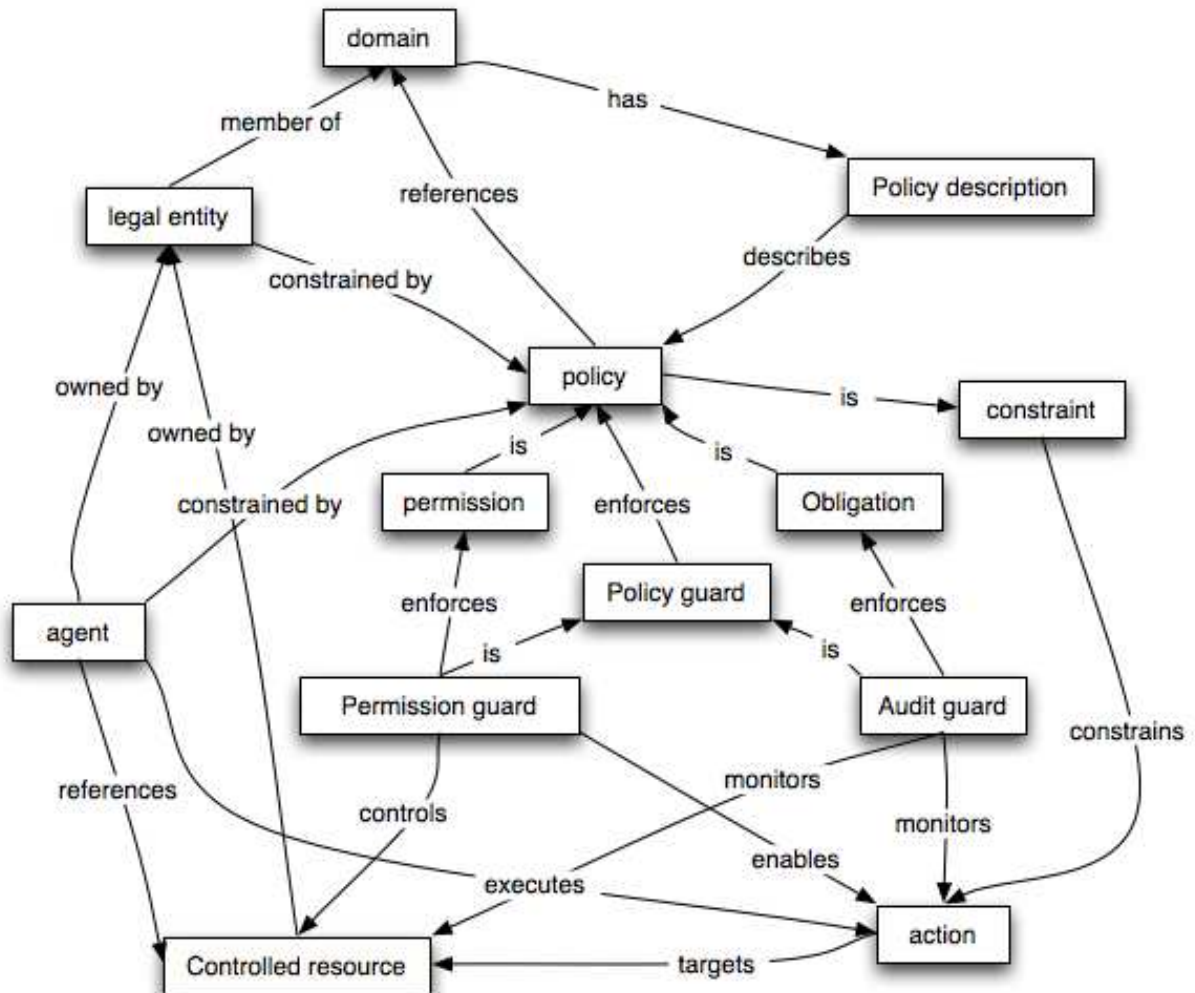 domain
has
member of
Policy description
references
legal entity
describes
constrained by
policy
owned by
is
constraint
owned by
is
is
constrained by
permission
enforces
Obligation
Policy guard
enforces
enforces
agent
is
is
Permission guard
Audit guard
constrains
references
monitors
controls
monitors
enables
executes
action
Controlled resource
targets